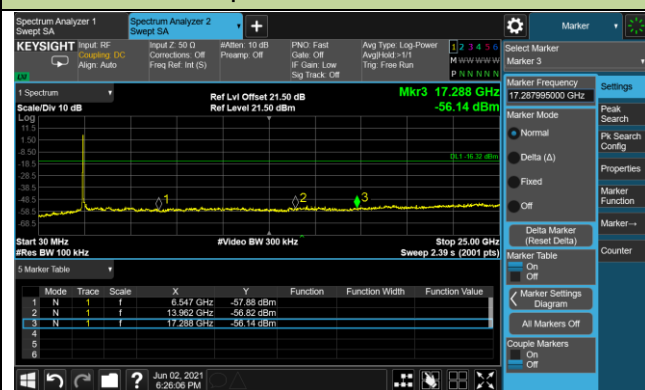 Spectrum Analyzer 1
Swept SA
Spectrum Analyzer 2
Swept SA
+
Marker
KEYSIGHT
Input: RF
Coupling: DC
Align: Auto
Input Z: 50 Ω
Corrections: Off
Freq Ref: Int (S)
#Atten: 10 dB
Preamp: Off
PNO: Fast
Gate: Off
IF Gain: Low
Sig Track: Off
Avg Type: Log-Power
Avg|Hold:>1/1
Trig: Free Run
1 2 3 4 5 6
M W W W W W
P N N N N N
Select Marker
Marker 3
1 Spectrum
Scale/Div 10 dB
Ref Lvl Offset 21.50 dB
Ref Level 21.50 dBm
Mkr3 17.288 GHz
-56.14 dBm
Log
11.5
1.50
-8.50
-18.5
-28.5
-38.5
-48.5
-58.5
-68.5
DL1 -16.32 dBm
1
2
3
Start 30 MHz
#Res BW 100 kHz
#Video BW 300 kHz
Stop 25.00 GHz
Sweep 2.39 s (2001 pts)
5 Marker Table
Mode Trace Scale X Y Function Function Width Function Value
1 N 1 f 6.547 GHz -57.88 dBm
2 N 1 f 13.962 GHz -56.82 dBm
3 N 1 f 17.288 GHz -56.14 dBm
4
5
6
Marker Frequency
17.287995000 GHz
Marker Mode
Normal
Delta (Δ)
Fixed
Off
Delta Marker
(Reset Delta)
Marker Table
On
Off
Marker Settings
Diagram
All Markers Off
Couple Markers
On
Off
Settings
Peak
Search
Pk Search
Config
Properties
Marker
Function
Marker→
Counter
?
Jun 02, 2021
6:26:06 PM